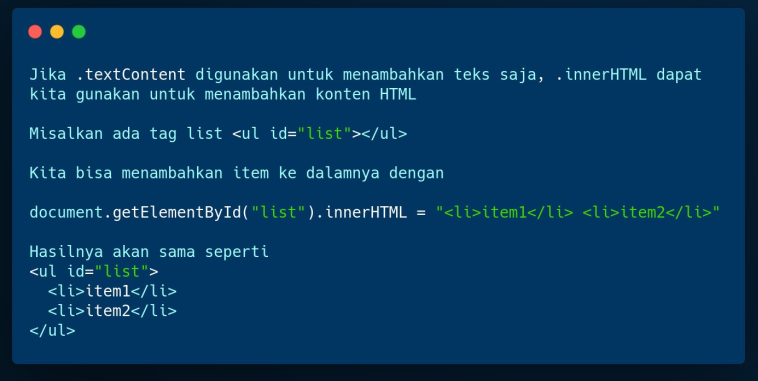 Jika .textContent digunakan untuk menambahkan teks saja, .innerHTML dapat
kita gunakan untuk menambahkan konten HTML
Misalkan ada tag list <ul id="list"></ul>
Kita bisa menambahkan item ke dalamnya dengan
document.getElementById("list").innerHTML = "<li>item1</li> <li>item2</li>"
Hasilnya akan sama seperti
<ul id="list">
  <li>item1</li>
  <li>item2</li>
</ul>